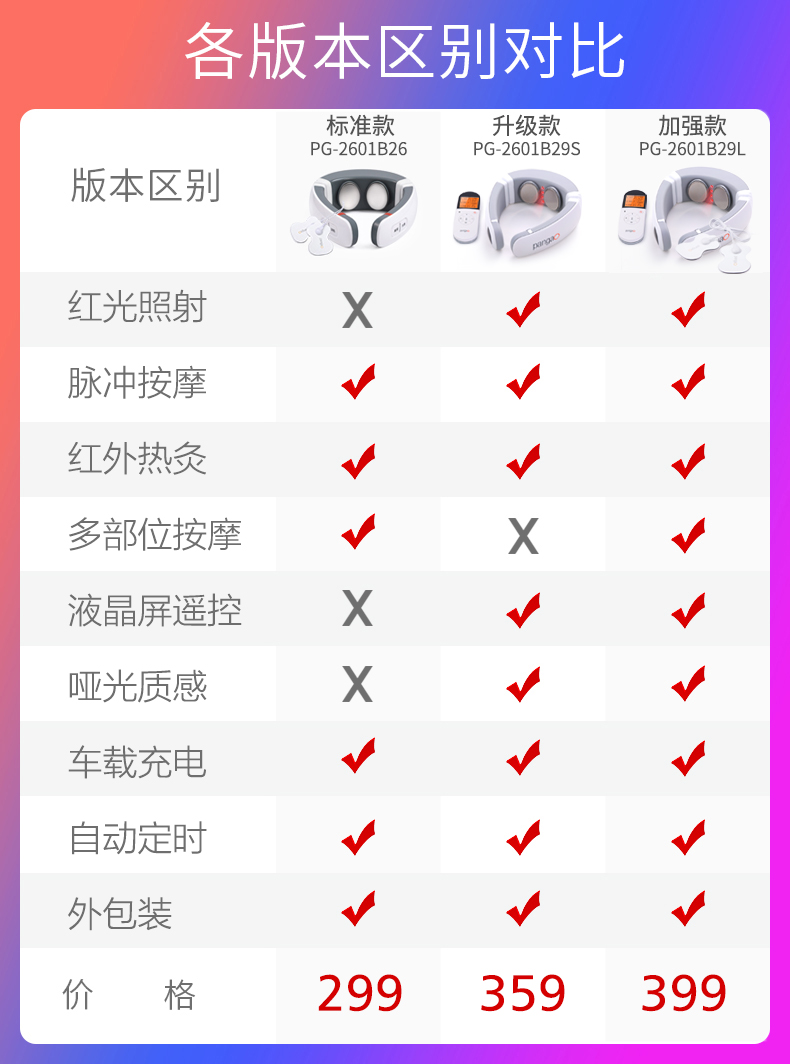 各版本区别对比
版本区别
标准款
PG-2601B26
升级款
PG-2601B29S
加强款
PG-2601B29L
pangao
红光照射 X
脉冲按摩
红外热灸
多部位按摩 X
液晶屏遥控 X
哑光质感 X
车载充电
自动定时
外包装
价 格 299 359 399